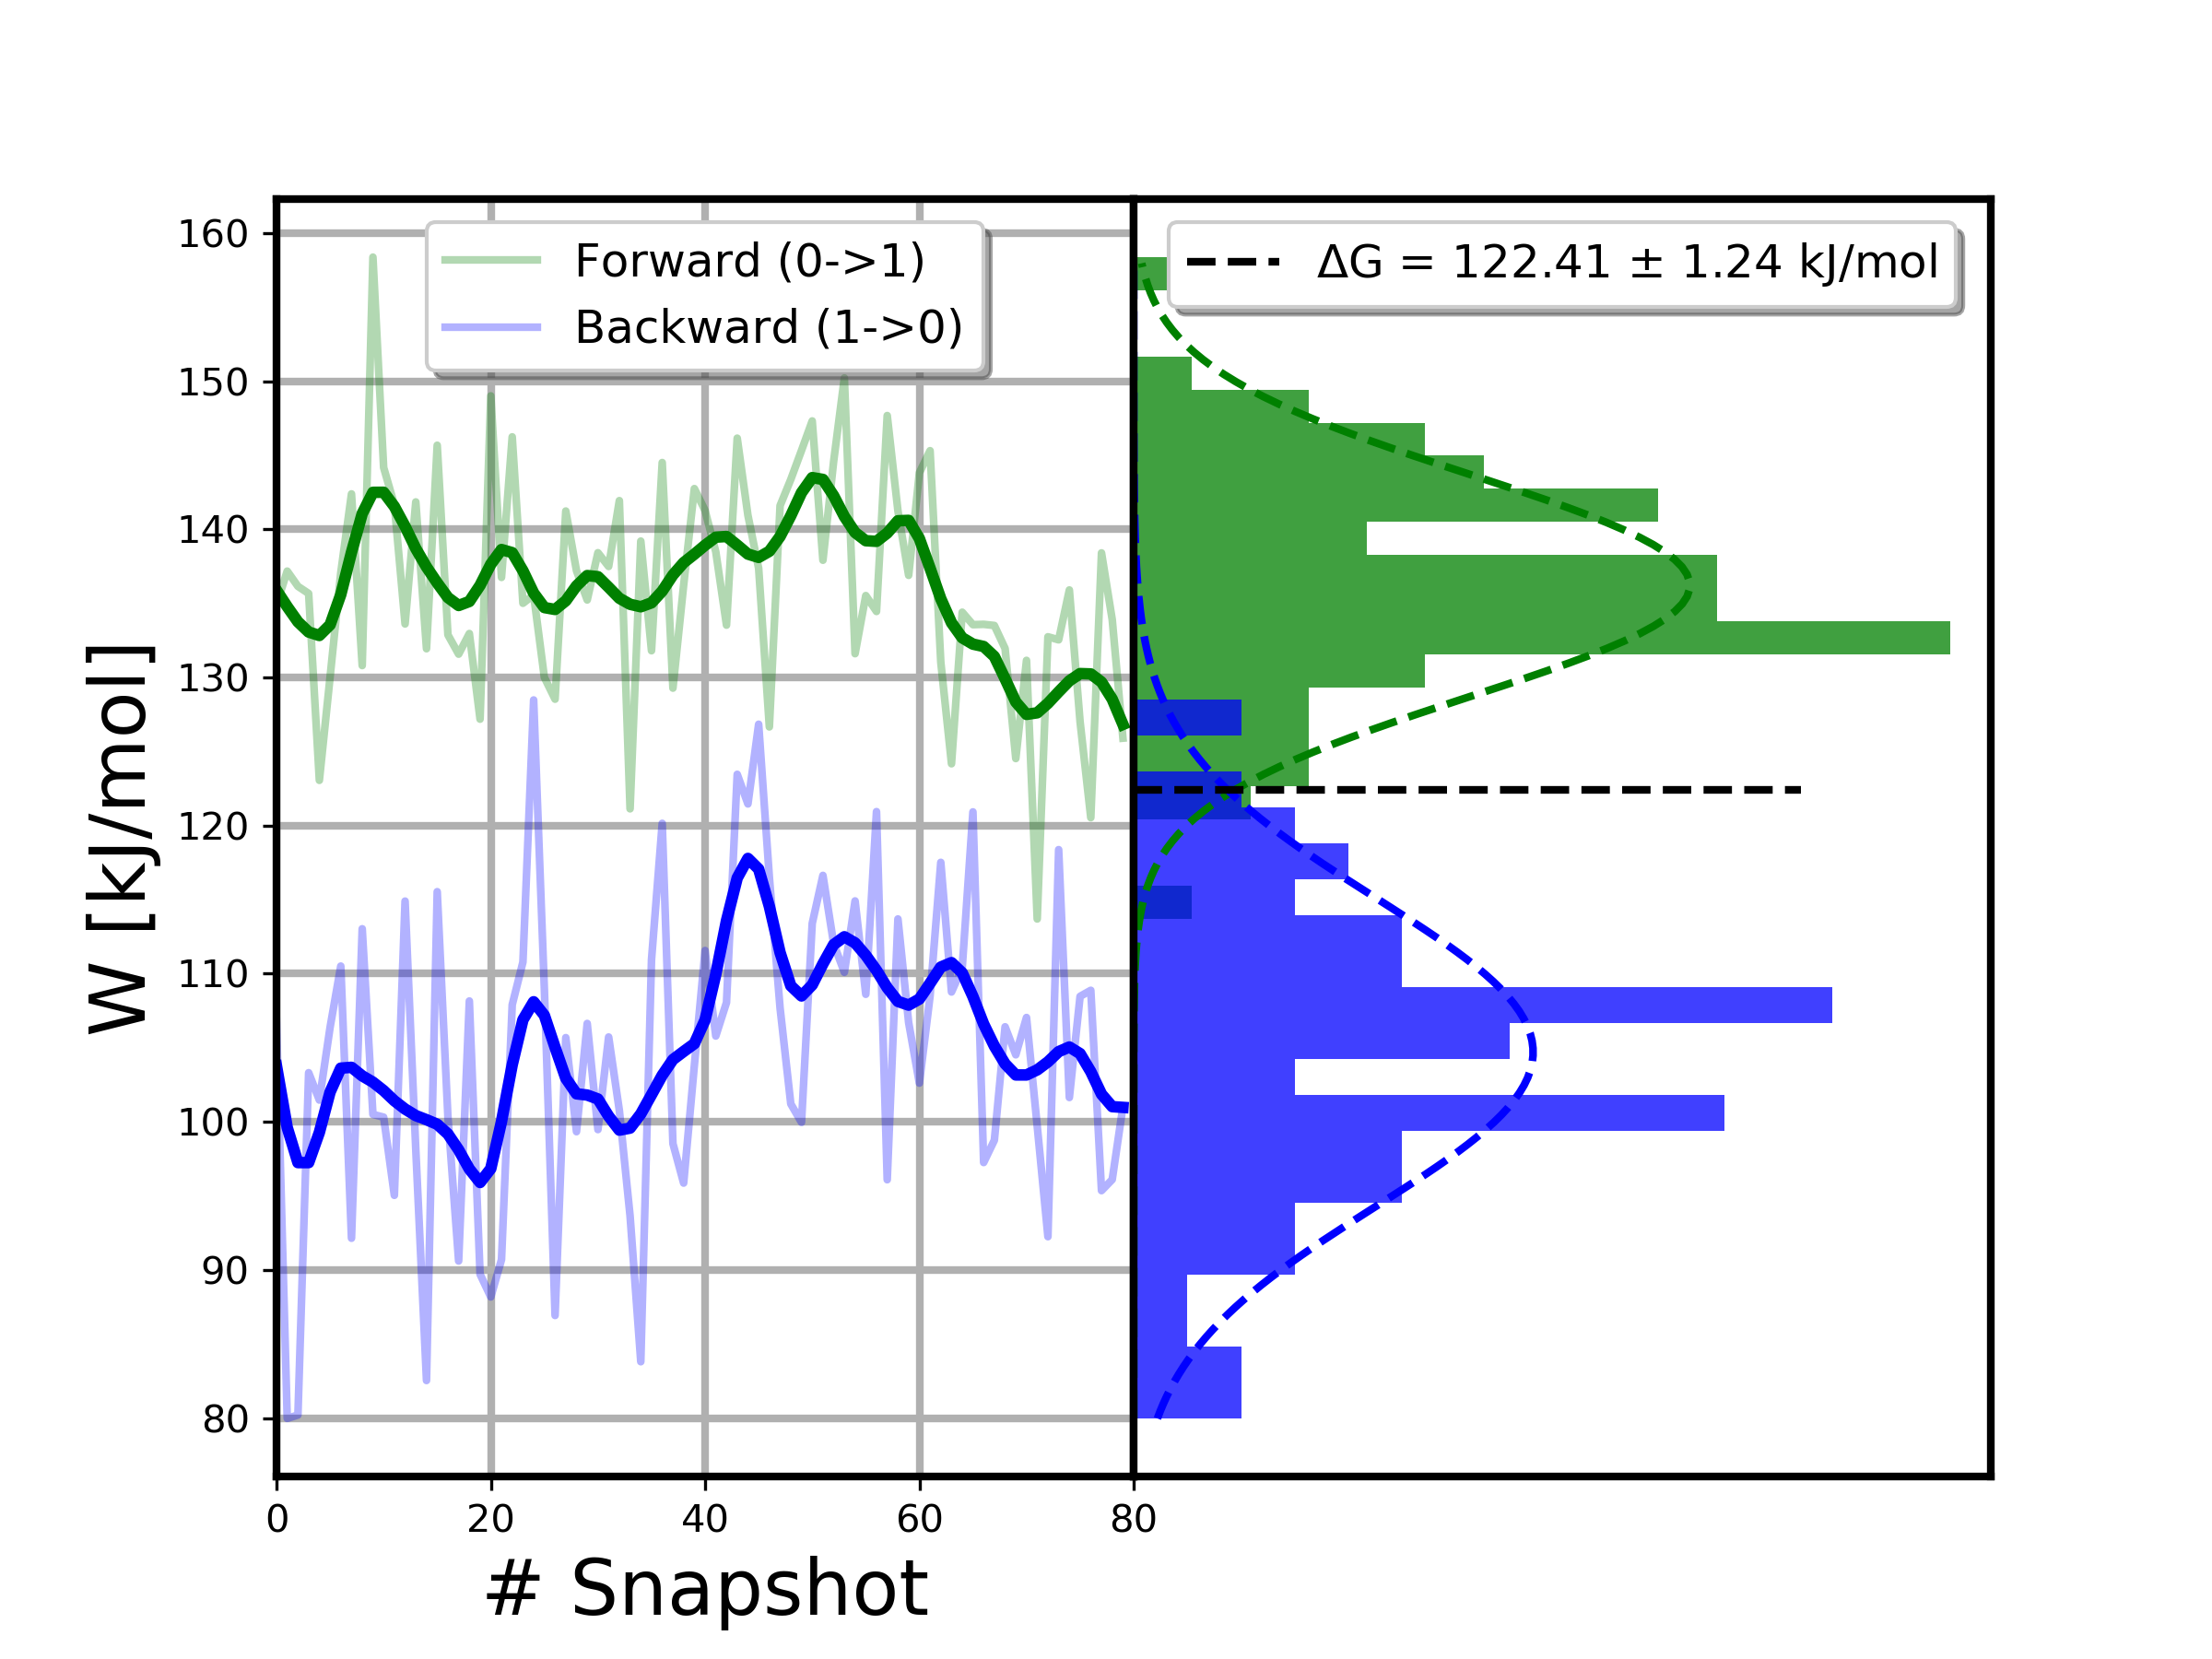 160
150
140
130
120
110
100
90
80
W [kJ/mol]
Forward (0->1)
Backward (1->0)
ΔG = 122.41 ± 1.24 kJ/mol
0 20 40 60 80
# Snapshot